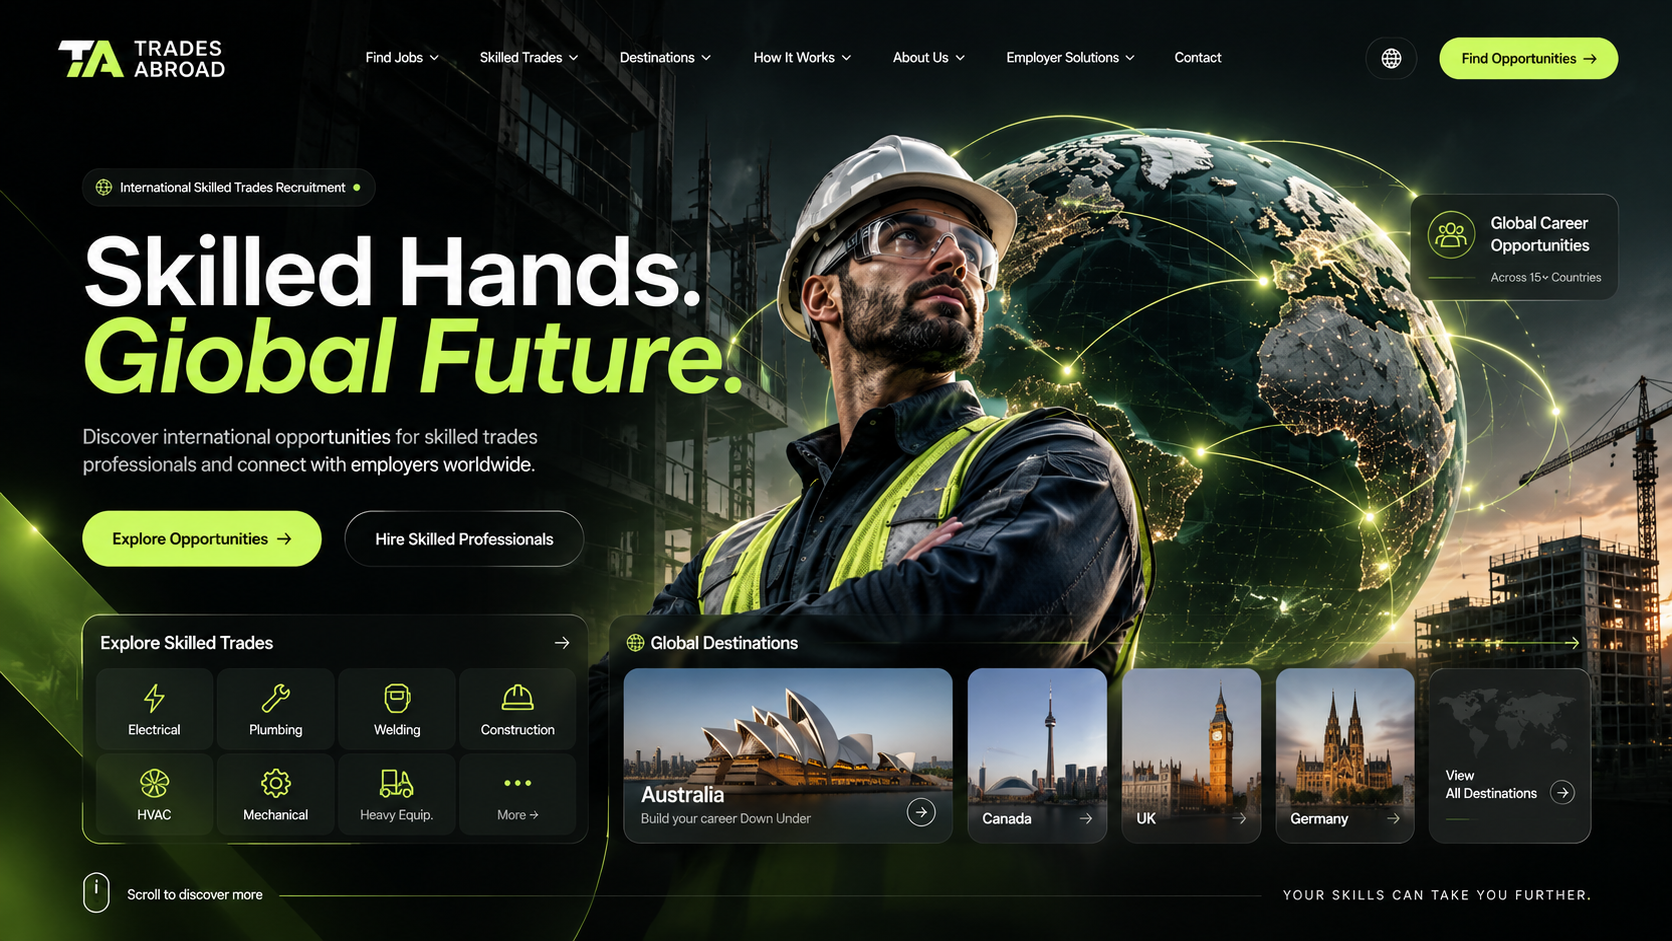 TA TRADES
ABROAD
Find Jobs
Skilled Trades
Destinations
How It Works
About Us
Employer Solutions
Contact
Find Opportunities →
International Skilled Trades Recruitment
Skilled Hands.
Giobal Future.
Discover international opportunities for skilled trades
professionals and connect with employers worldwide.
Explore Opportunities →
Hire Skilled Professionals
Global Career
Opportunities
Across 15˅ Countries
Explore Skilled Trades →
Electrical
Plumbing
Welding
Construction
HVAC
Mechanical
Heavy Equip.
More →
Global Destinations →
Australia
Build your career Down Under →
Canada →
UK →
Germany →
View
All Destinations →
Scroll to discover more
YOUR SKILLS CAN TAKE YOU FURTHER.